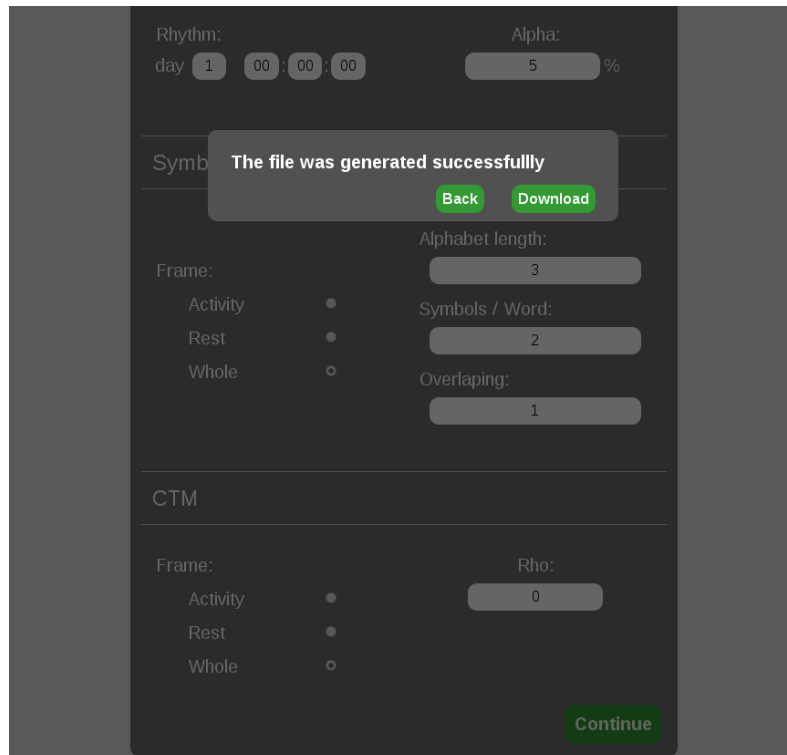 Rhythm: Alpha:
day 1 00 : 00 : 00 5 %
Symb
The file was generated successfullly
Back Download
Alphabet length:
3
Frame:
Activity
Symbols / Word:
Rest
2
Whole
Overlaping:
1
CTM
Frame: Rho:
Activity 0
Rest
Whole
Continue